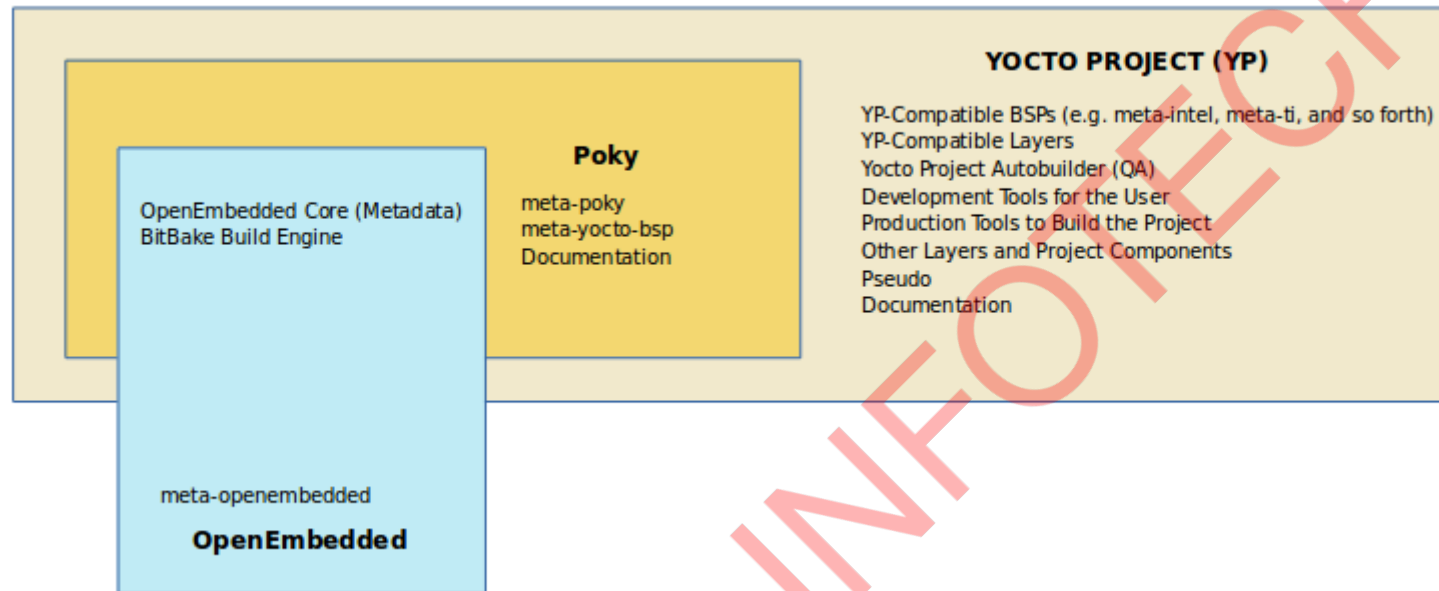 YOCTO PROJECT (YP)
YP-Compatible BSPs (e.g. meta-intel, meta-ti, and so forth)
YP-Compatible Layers
Yocto Project Autobuilder (QA)
Development Tools for the User
Production Tools to Build the Project
Other Layers and Project Components
Pseudo
Documentation
Poky
meta-poky
meta-yocto-bsp
Documentation
OpenEmbedded Core (Metadata)
BitBake Build Engine
meta-openembedded
OpenEmbedded
INFOTECH